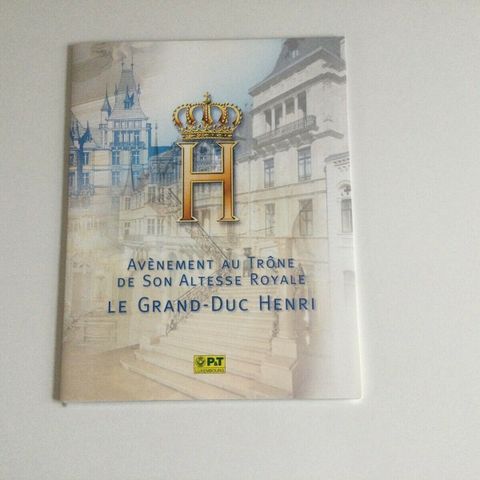 H
AVÈNEMENT AU TRÔNE
DE SON ALTESSE ROYALE
LE GRAND-DUC HENRI
P&T
LUXEMBOURG